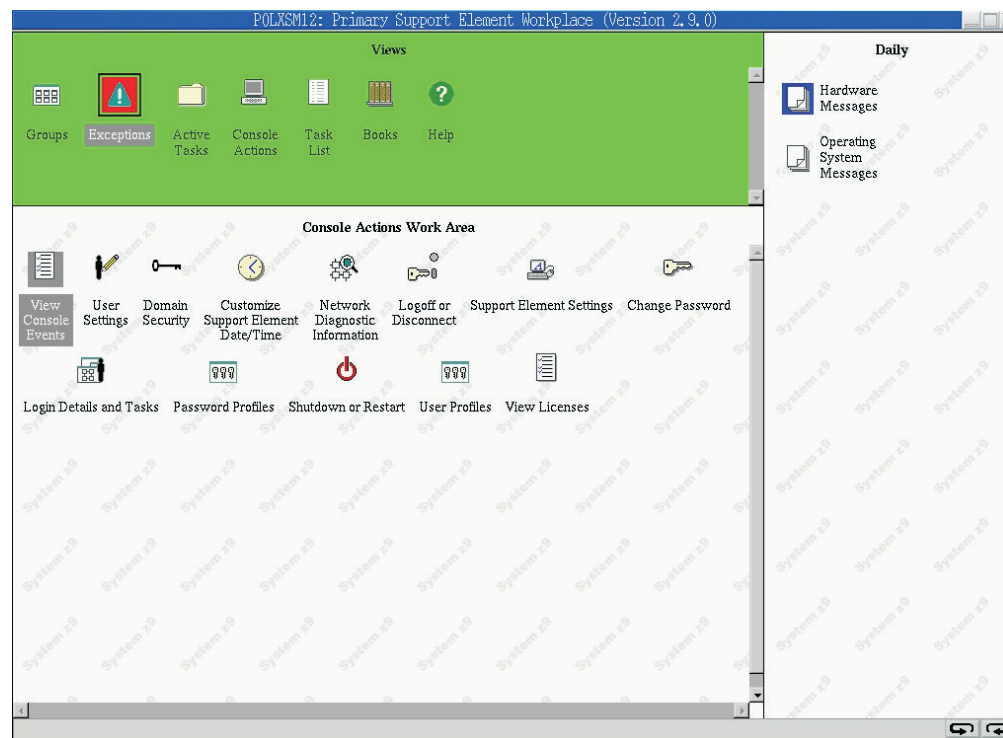 P0LXSM12: Primary Support Element Workplace (Version 2.9.0)
Views
Groups
Exceptions
Active
Tasks
Console
Actions
Task
List
Books
Help
Daily
Hardware
Messages
Operating
System
Messages
Console Actions Work Area
View
Console
Events
User
Settings
Domain
Security
Customize
Support Element
Date/Time
Network
Diagnostic
Information
Logoff or
Disconnect
Support Element Settings
Change Password
Login Details and Tasks
Password Profiles
Shutdown or Restart
User Profiles
View Licenses
System z9